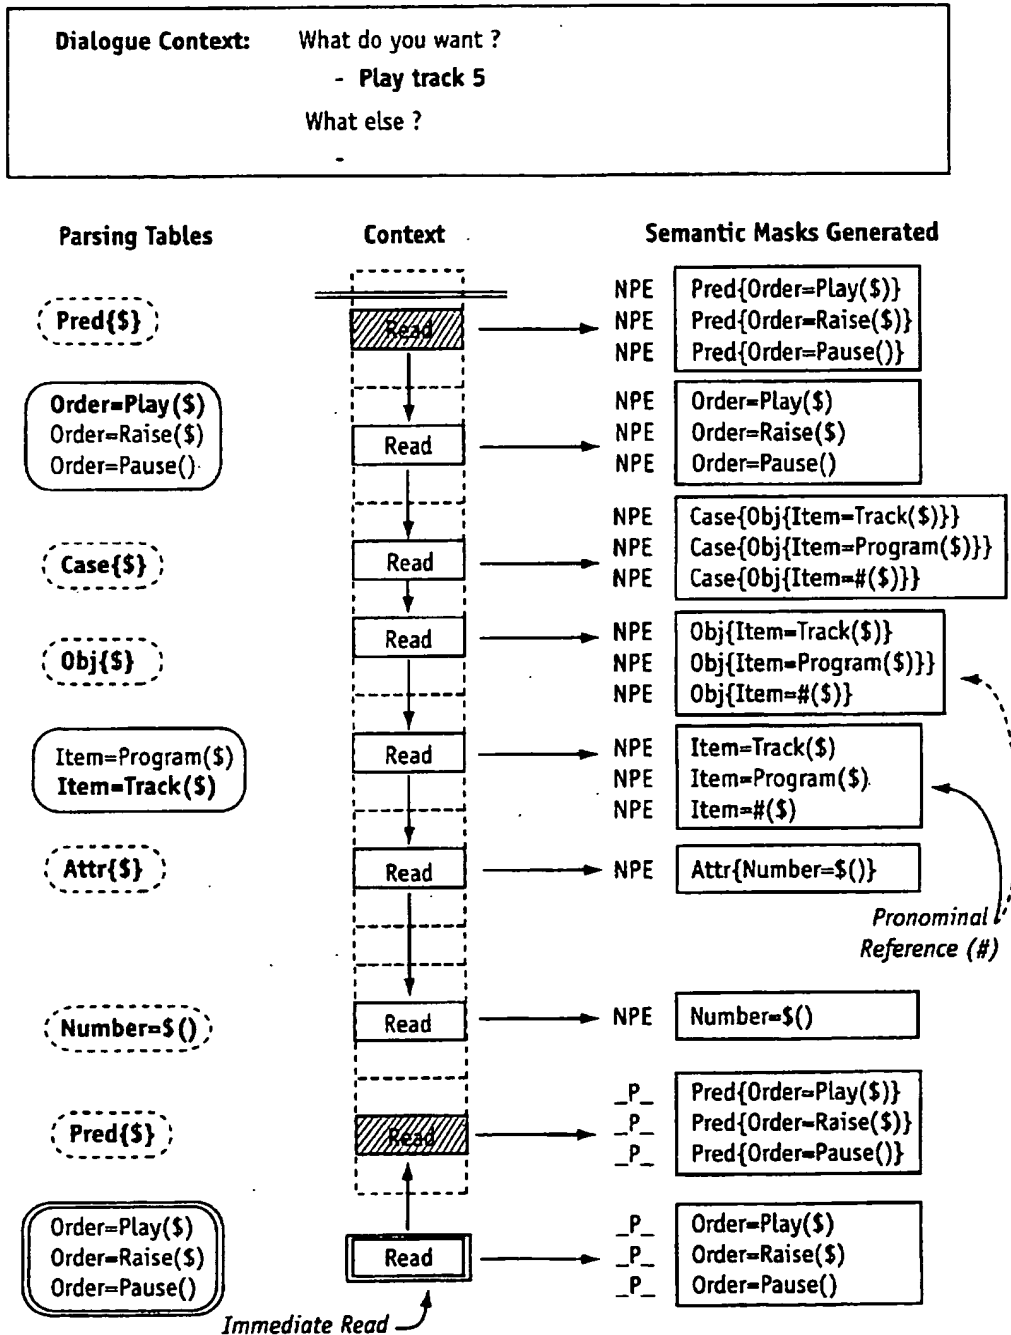 Dialogue Context: What do you want ?
- Play track 5
What else ?
-
Parsing Tables Context Semantic Masks Generated
Pred{$} Read NPE Pred{Order=Play($)}
NPE Pred{Order=Raise($)}
NPE Pred{Order=Pause()}
Order=Play($)
Order=Raise($)
Order=Pause()
Read
NPE Order=Play($)
NPE Order=Raise($)
NPE Order=Pause()
Case{$} Read
NPE Case{Obj{Item=Track($)}}
NPE Case{Obj{Item=Program($)}}
NPE Case{Obj{Item=#($)}}
Obj{$} Read
NPE Obj{Item=Track($)}
NPE Obj{Item=Program($)}}
NPE Obj{Item=#($)}
Item=Program($)
Item=Track($)
Read
NPE Item=Track($)
NPE Item=Program($)
NPE Item=#($)
Attr{$} Read NPE Attr{Number=$()}
Pronominal
Reference (#)
Number=$() Read NPE Number=$()
Pred{$} Read
_P_ Pred{Order=Play($)}
_P_ Pred{Order=Raise($)}
_P_ Pred{Order=Pause()}
Order=Play($)
Order=Raise($)
Order=Pause()
Read
_P_ Order=Play($)
_P_ Order=Raise($)
_P_ Order=Pause()
Immediate Read